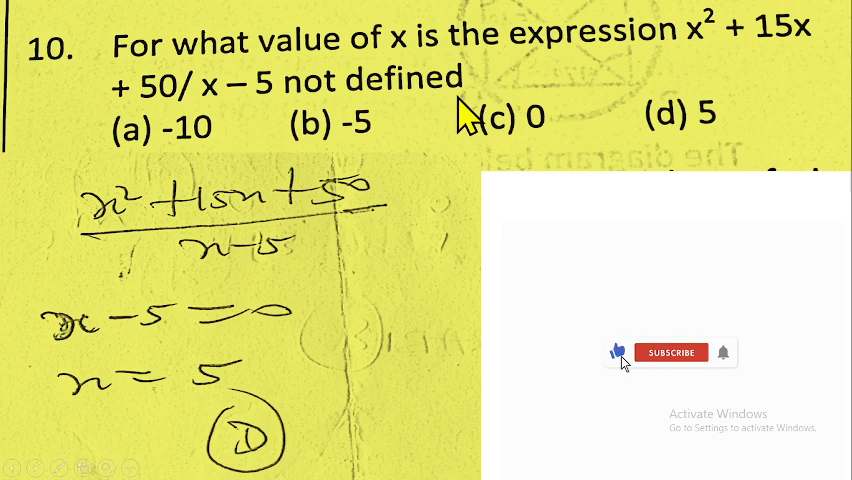 10. For what value of x is the expression x² + 15x
+ 50/ x – 5 not defined
(a) -10 (b) -5 (c) 0 (d) 5
x² + 15x + 50
x - 5
x - 5 = 0
x = 5
D
SUBSCRIBE
Activate Windows
Go to Settings to activate Windows.